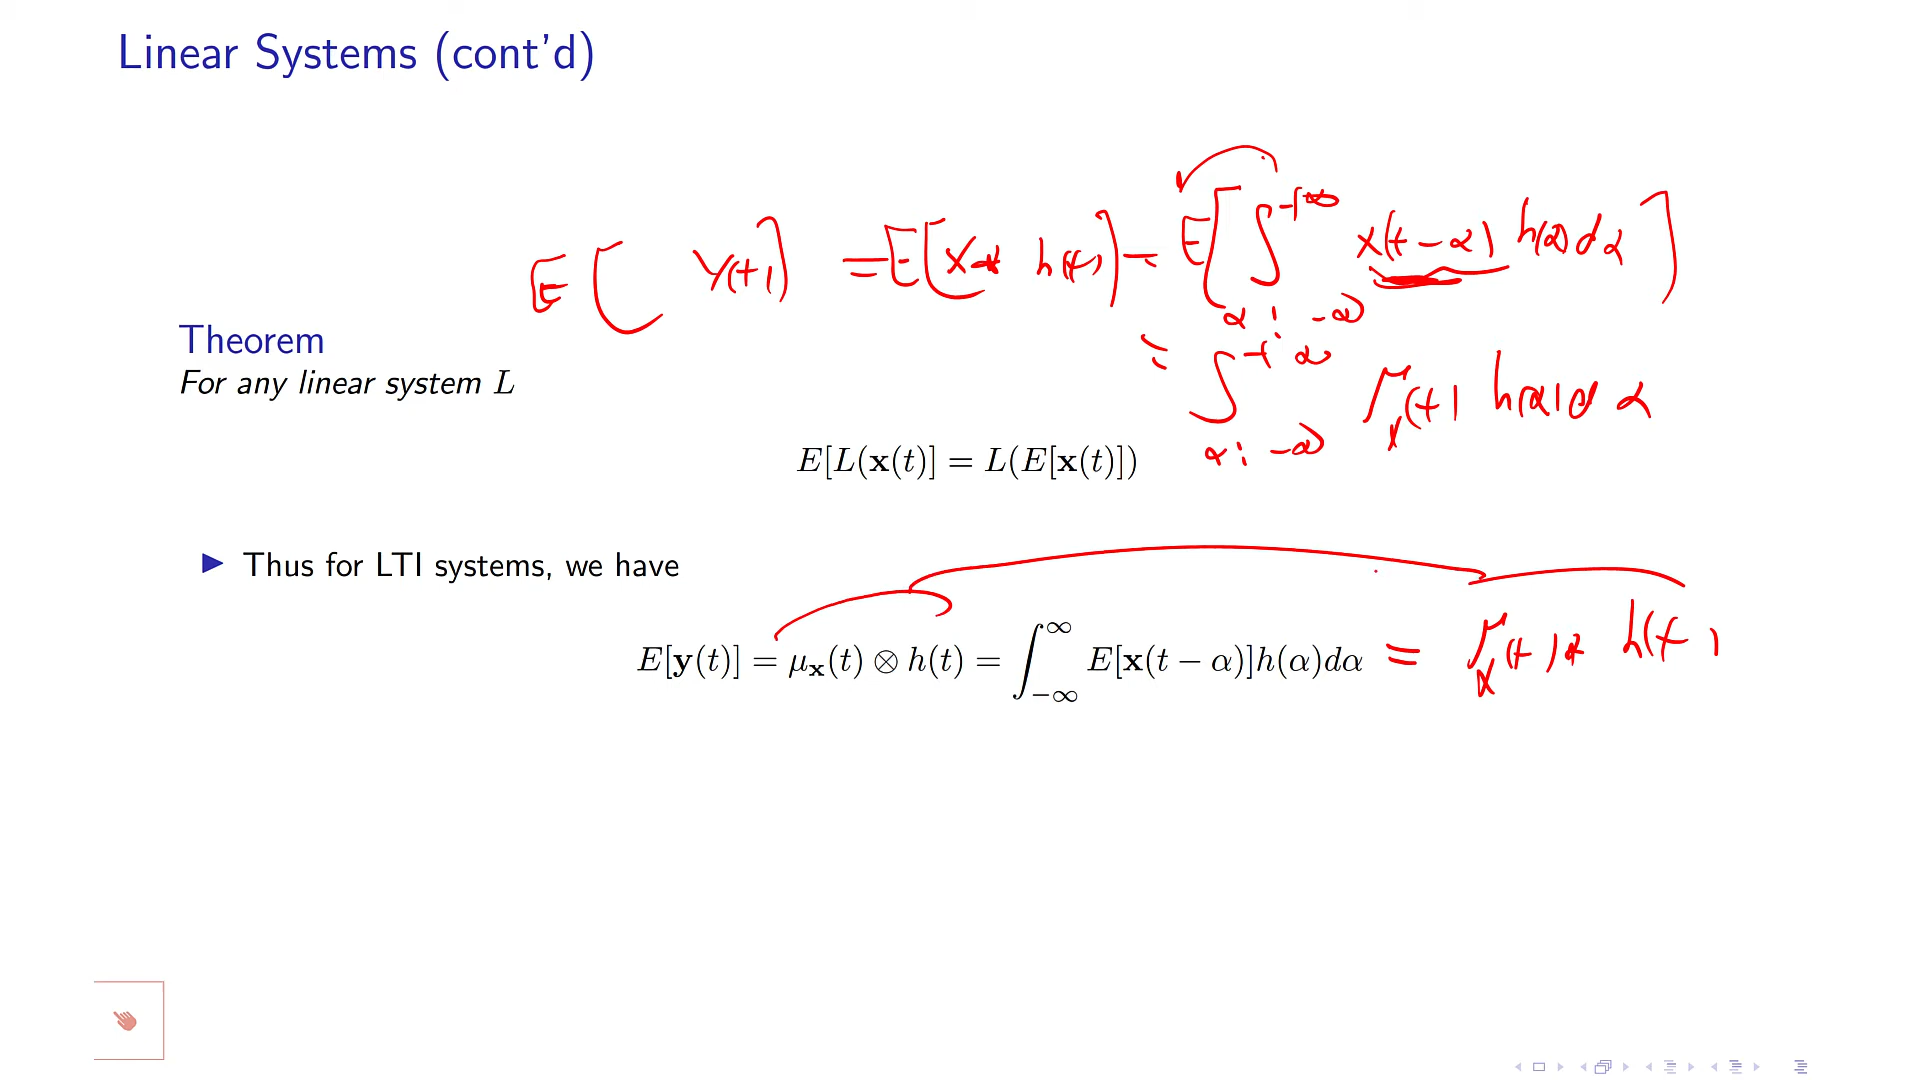 Linear Systems (cont'd)
E[ y(t)] = E[x * h(t)] = E[∫_{α:-∞}^{+∞} x(t-α) h(α)dα]
Theorem
= ∫_{α:-∞}^{+∞} μ_x(t) h(α)d α
For any linear system L
E[L(x(t)] = L(E[x(t)])
▶ Thus for LTI systems, we have
E[y(t)] = μ_x(t) ⊗ h(t) = ∫_{-∞}^{∞} E[x(t − α)]h(α)dα = μ_x(t) * h(t)